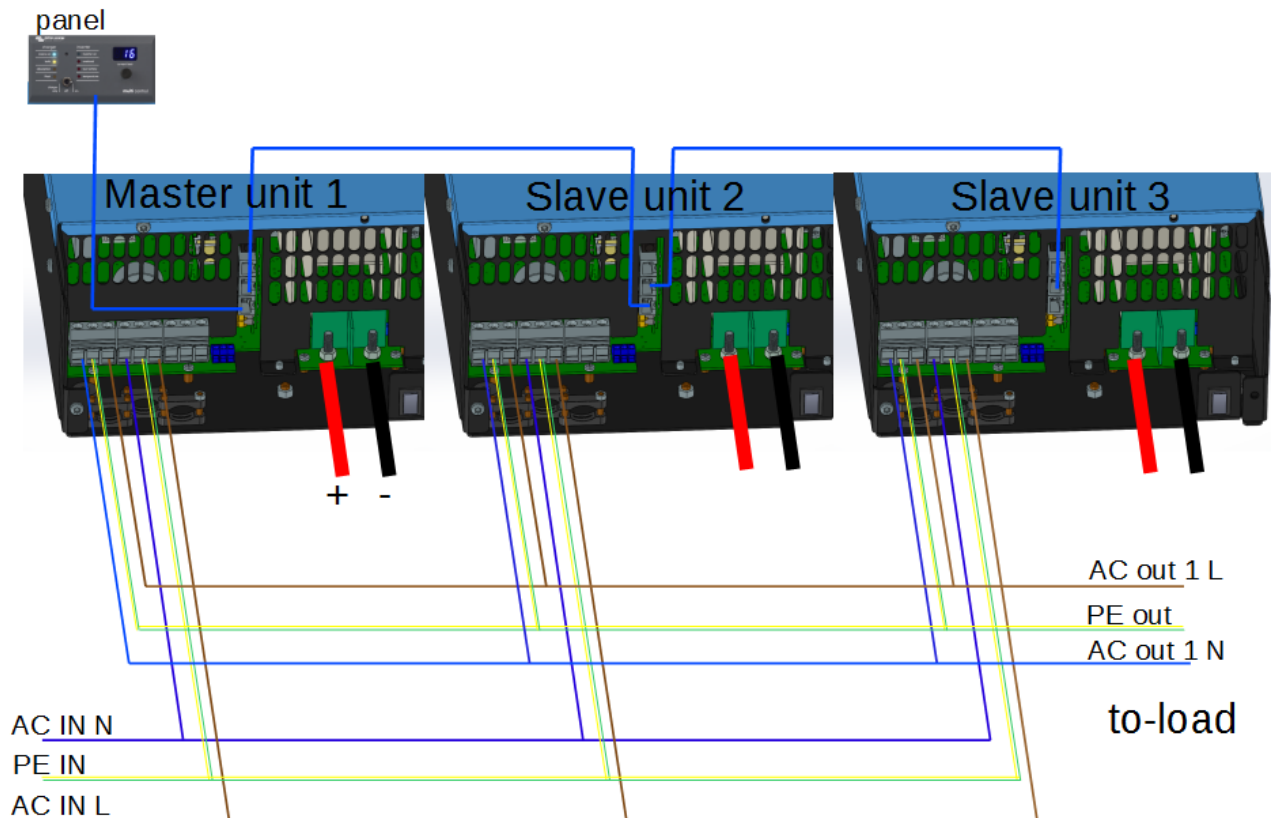 panel
16
Master unit 1
Slave unit 2
Slave unit 3
+ -
AC out 1 L
PE out
AC out 1 N
to-load
AC IN N
PE IN
AC IN L